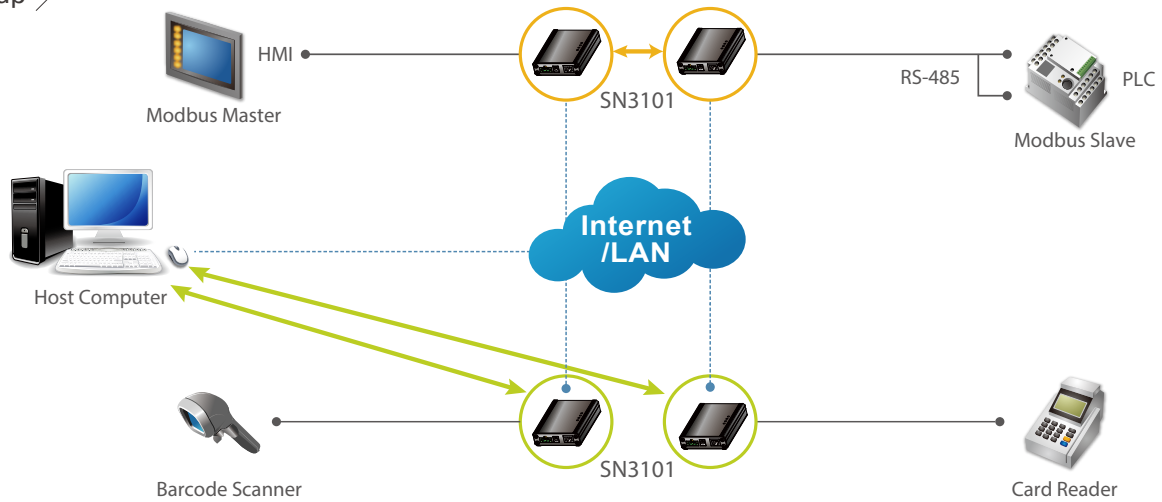 HMI
Modbus Master
SN3101
RS-485
PLC
Modbus Slave
Internet
/LAN
Host Computer
Barcode Scanner
SN3101
Card Reader